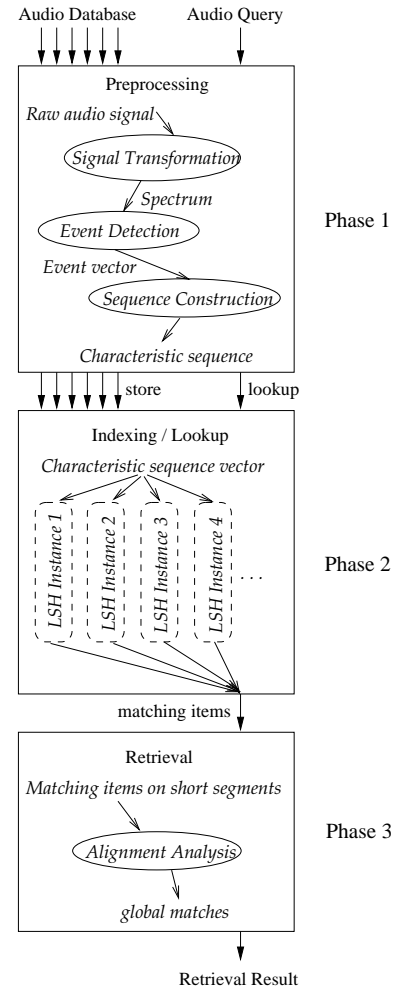 Audio Database
Audio Query
Preprocessing
Raw audio signal
Signal Transformation
Spectrum
Phase 1
Event Detection
Event vector
Sequence Construction
Characteristic sequence
store
lookup
Indexing / Lookup
Characteristic sequence vector
LSH Instance 1
LSH Instance 2
LSH Instance 3
LSH Instance 4
. . .
Phase 2
matching items
Retrieval
Matching items on short segments
Phase 3
Alignment Analysis
global matches
Retrieval Result